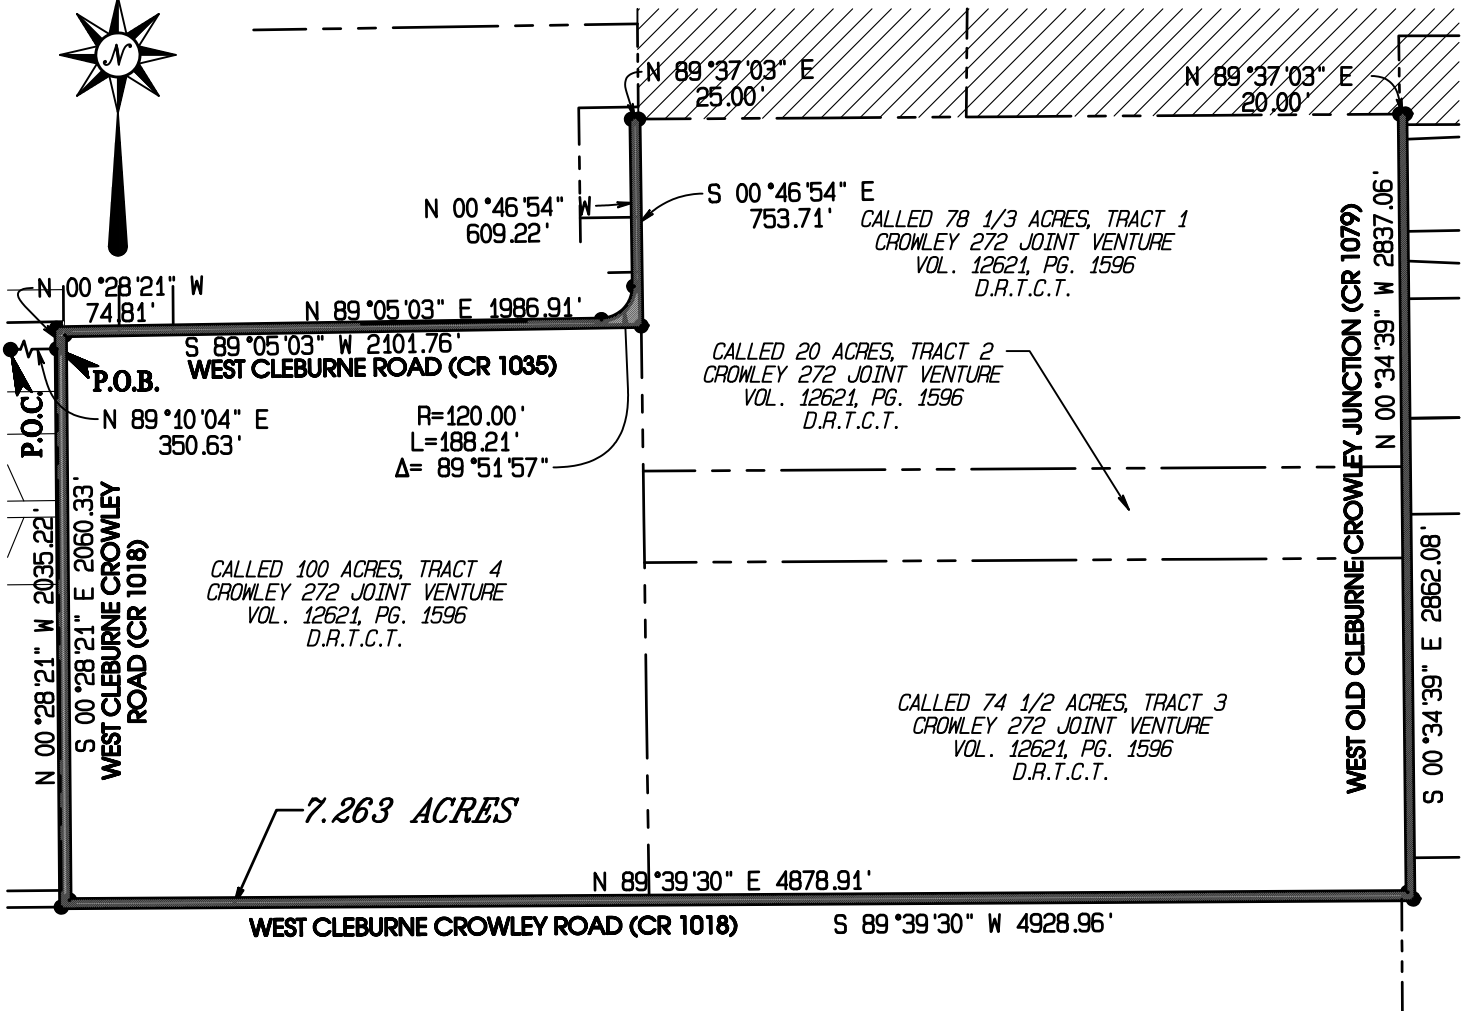 N
N 89°37'03" E
25.00'
N 89°37'03" E
20.00'
N 00°46'54" W
609.22'
S 00°46'54" E
753.71'
CALLED 78 1/3 ACRES, TRACT 1
CROWLEY 272 JOINT VENTURE
VOL. 12621, PG. 1596
D.R.T.C.T.
N 00°28'21" W
74.81'
N 89°05'03" E 1986.91'
S 89°05'03" W 2101.76'
WEST CLEBURNE ROAD (CR 1035)
P.O.B.
P.O.C.
N 89°10'04" E
350.63'
R=120.00'
L=188.21'
Δ= 89°51'57"
CALLED 20 ACRES, TRACT 2
CROWLEY 272 JOINT VENTURE
VOL. 12621, PG. 1596
D.R.T.C.T.
N 00°34'39" W 2837.06'
WEST OLD CLEBURNE CROWLEY JUNCTION (CR 1079)
S 00°34'39" E 2862.08'
N 00°28'21" W 2035.22'
S 00°28'21" E 2060.33'
WEST CLEBURNE CROWLEY
ROAD (CR 1018)
CALLED 100 ACRES, TRACT 4
CROWLEY 272 JOINT VENTURE
VOL. 12621, PG. 1596
D.R.T.C.T.
CALLED 74 1/2 ACRES, TRACT 3
CROWLEY 272 JOINT VENTURE
VOL. 12621, PG. 1596
D.R.T.C.T.
7.263 ACRES
N 89°39'30" E 4878.91'
WEST CLEBURNE CROWLEY ROAD (CR 1018)
S 89°39'30" W 4928.96'